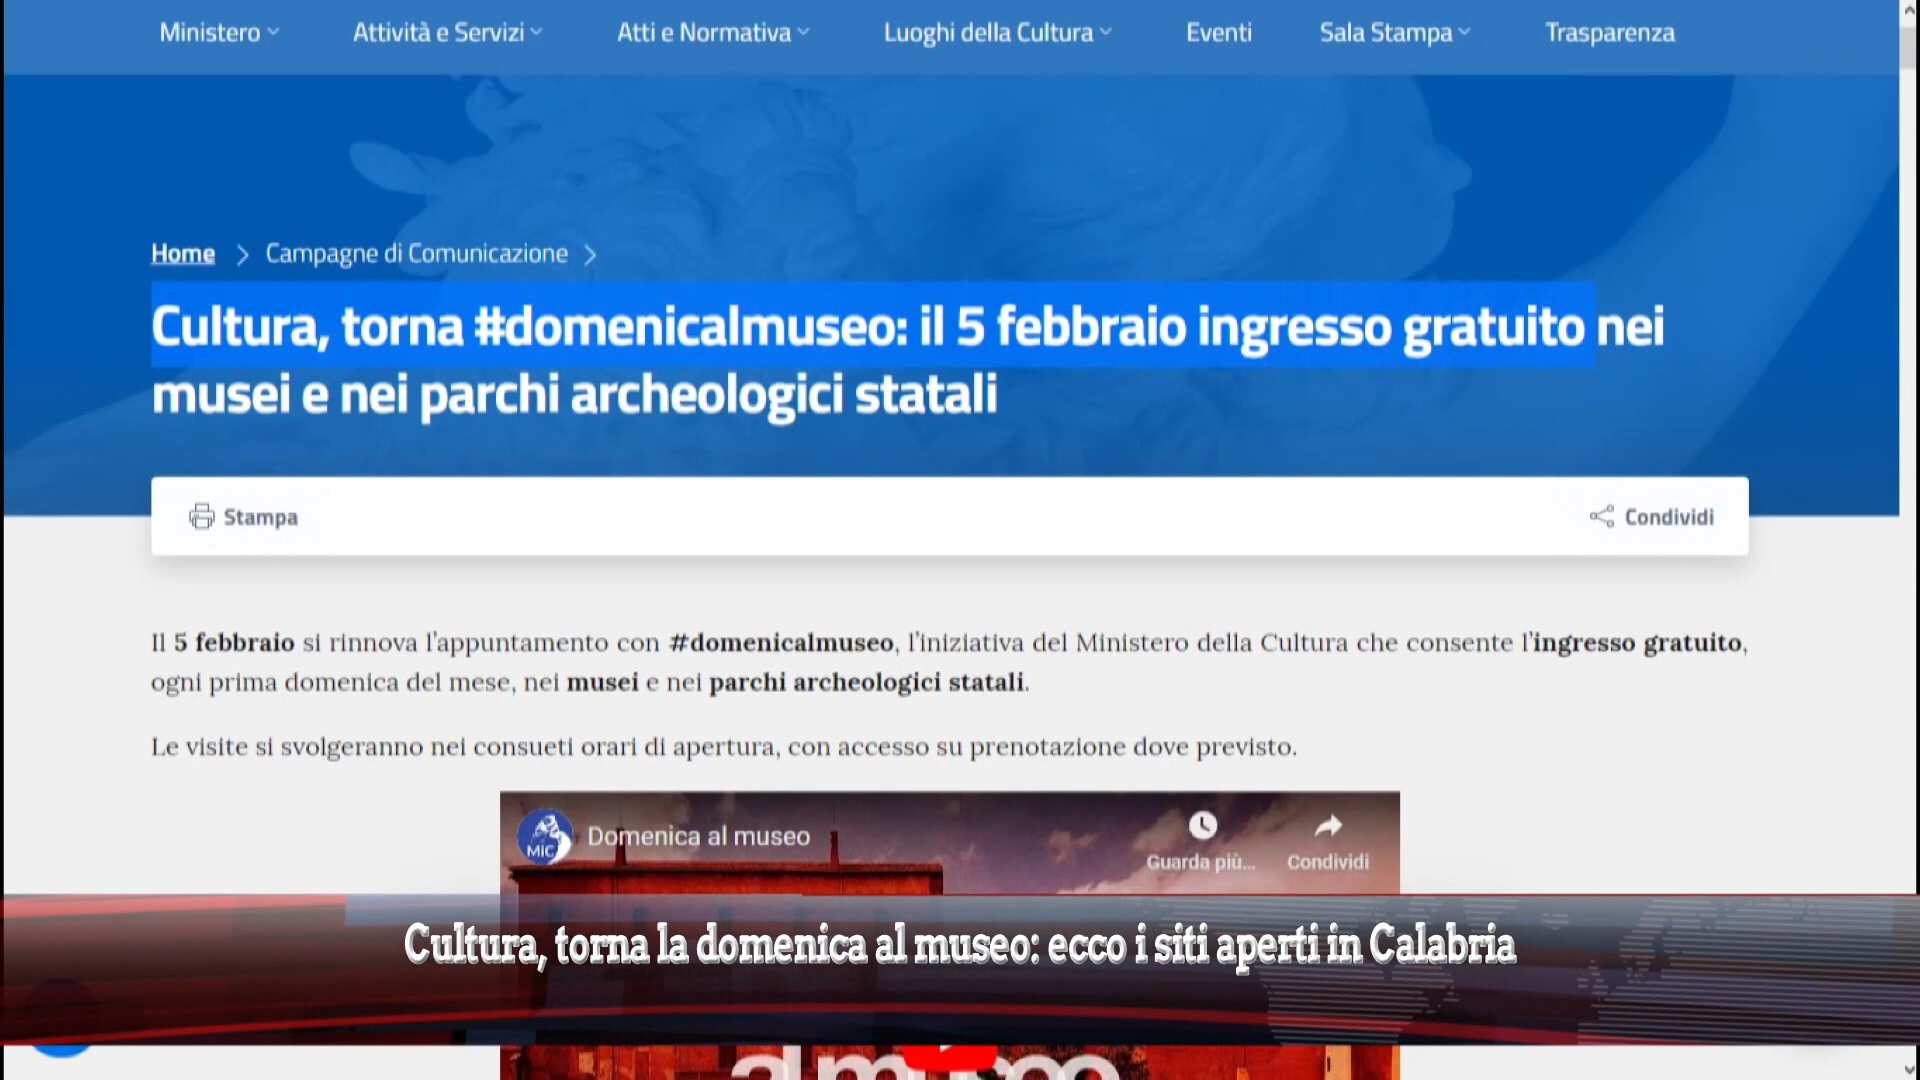 Ministero Attività e Servizi Atti e Normativa Luoghi della Cultura Eventi Sala Stampa Trasparenza
Home > Campagne di Comunicazione >
Cultura, torna #domenicalmuseo: il 5 febbraio ingresso gratuito nei
musei e nei parchi archeologici statali
Stampa Condividi
Il 5 febbraio si rinnova l'appuntamento con #domenicalmuseo, l'iniziativa del Ministero della Cultura che consente l'ingresso gratuito,
ogni prima domenica del mese, nei musei e nei parchi archeologici statali.
Le visite si svolgeranno nei consueti orari di apertura, con accesso su prenotazione dove previsto.
MiC Domenica al museo
Guarda più... Condividi
Cultura, torna la domenica al museo: ecco i siti aperti in Calabria
al museo